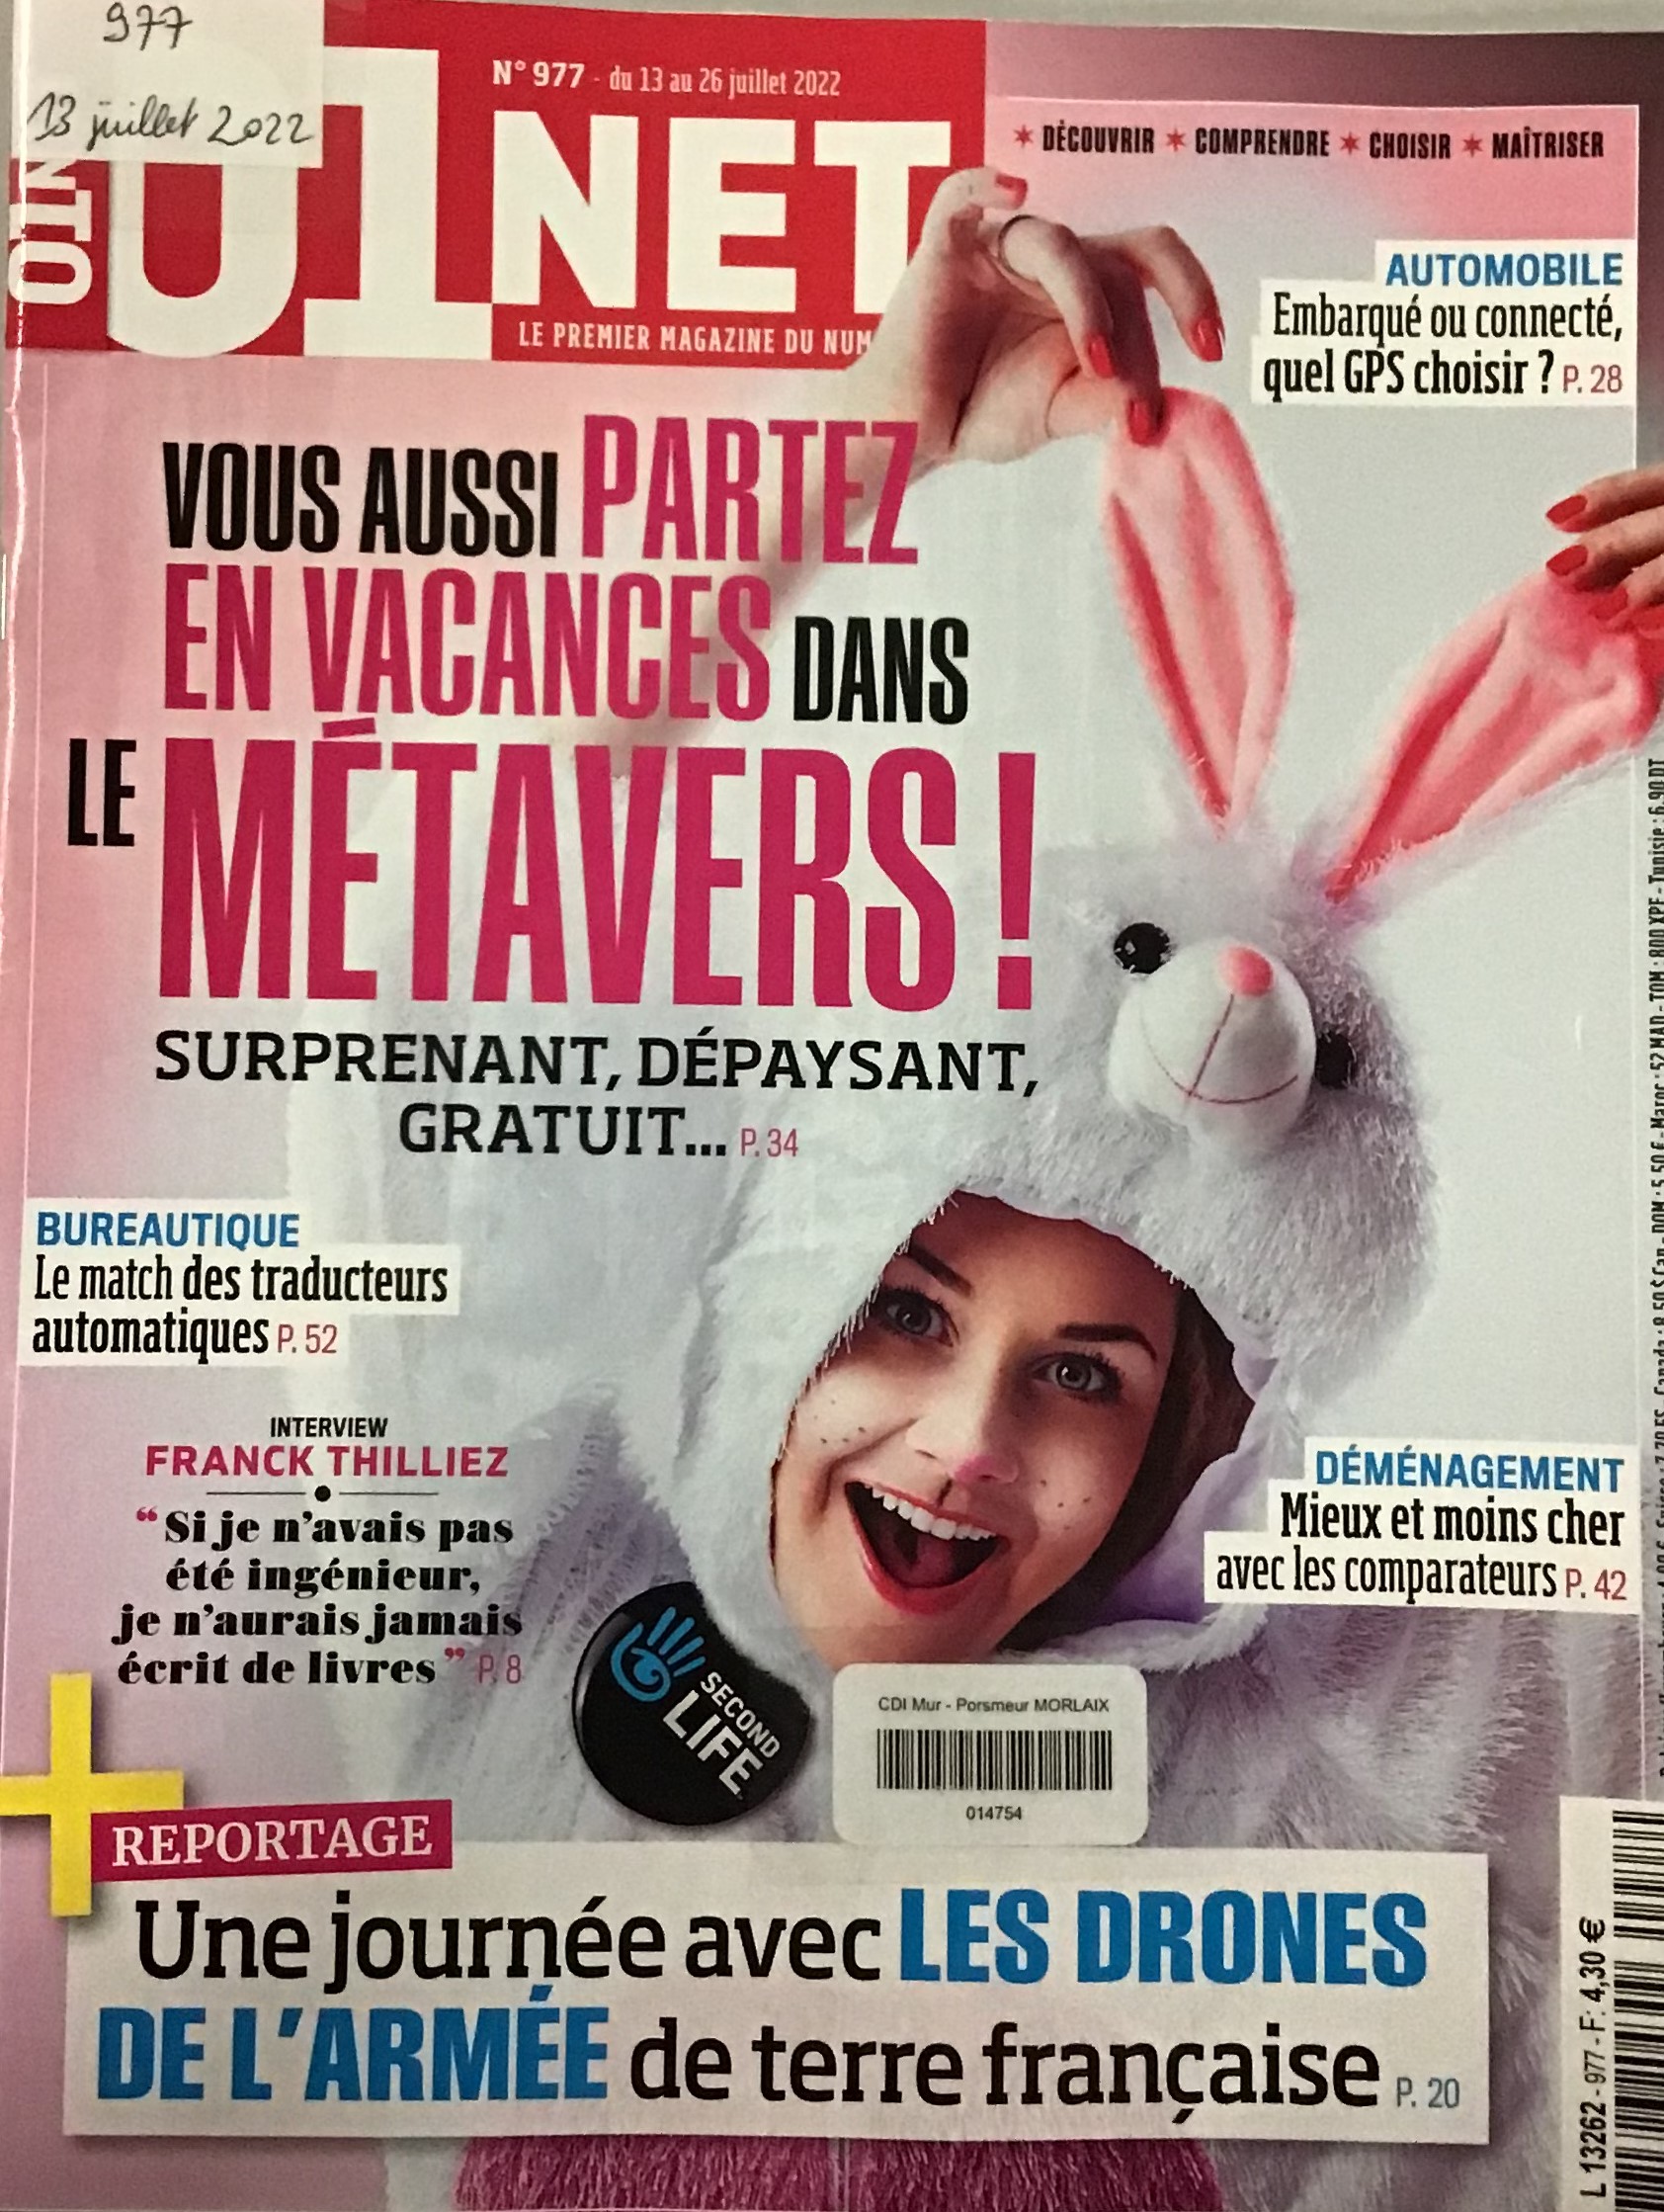 977
13 juillet 2022
N° 977 - du 13 au 26 juillet 2022
01NET
LE PREMIER MAGAZINE DU NUM
✶ DÉCOUVRIR ✶ COMPRENDRE ✶ CHOISIR ✶ MAÎTRISER
AUTOMOBILE
Embarqué ou connecté,
quel GPS choisir ? P. 28
VOUS AUSSI PARTEZ
EN VACANCES DANS
LE MÉTAVERS !
SURPRENANT, DÉPAYSANT,
GRATUIT... P. 34
BUREAUTIQUE
Le match des traducteurs
automatiques P. 52
INTERVIEW
FRANCK THILLIEZ
“ Si je n’avais pas
été ingénieur,
je n’aurais jamais
écrit de livres ” P. 8
DÉMÉNAGEMENT
Mieux et moins cher
avec les comparateurs P. 42
SECOND
LIFE
CDI Mur - Porsmeur MORLAIX
014754
REPORTAGE
Une journée avec LES DRONES
DE L’ARMÉE de terre française P. 20
L 13262 - 977 - F: 4,30 €
Canada : 8,50 $ Can - DOM : 5,50 € - Maroc : 52 MAD - TOM : 800 XPF - Tunisie : 6,90 DT